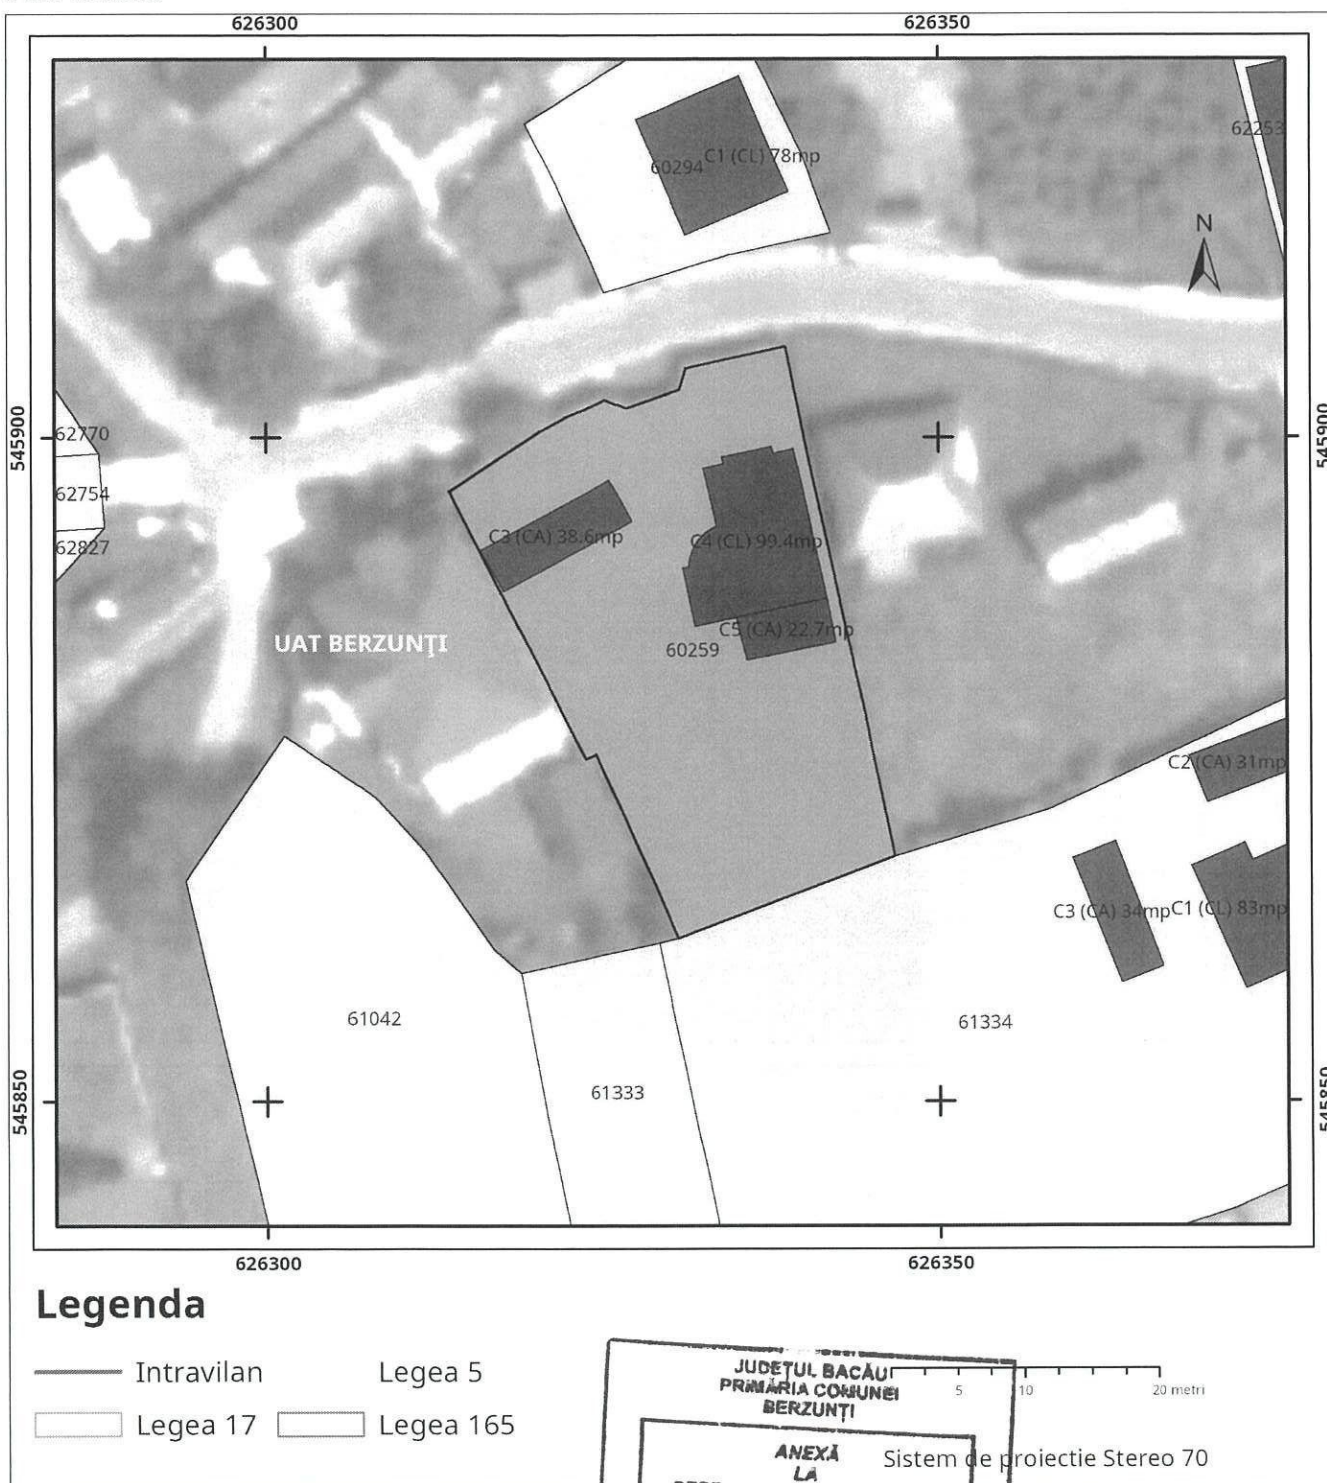 626300 626350
C1 (CL) 78mp
60294
62253
N
545900
545900
62770
62754
62827
C3 (CA) 38.6mp
C4 (CL) 99.4mp
C5 (CA) 22.7mp
60259
UAT BERZUNŢI
C2 (CA) 31mp
C3 (CA) 34mp
C1 (CL) 83mp
61042
61334
61333
545850
545850
626300 626350
Legenda
Intravilan Legea 5
Legea 17 Legea 165
JUDEŢUL BACĂU
PRIMĂRIA COMUNEI
BERZUNŢI
ANEXĂ
LA
5 10 20 metri
Sistem de proiectie Stereo 70